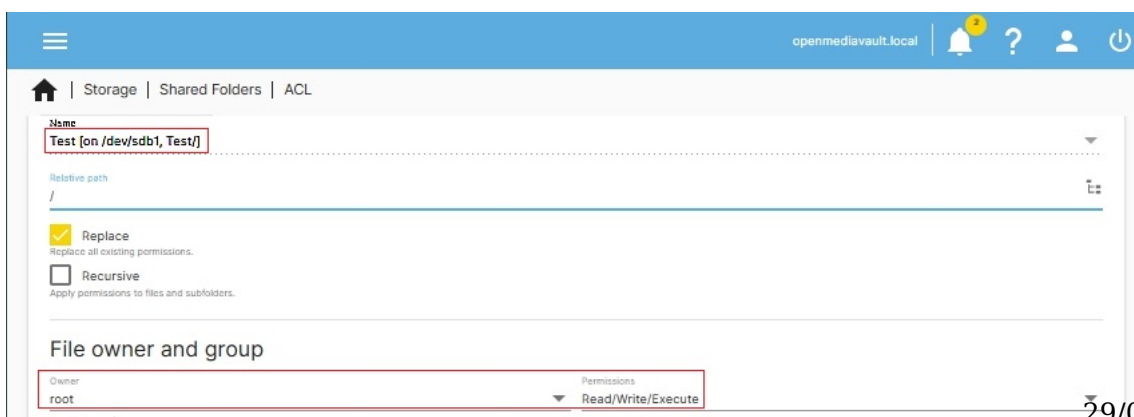 openmediavault.local
2
?
| Storage | Shared Folders | ACL
Name
Test [on /dev/sdb1, Test/]
Relative path
/
Replace
Replace all existing permissions.
Recursive
Apply permissions to files and subfolders.
File owner and group
Owner Permissions
root Read/Write/Execute